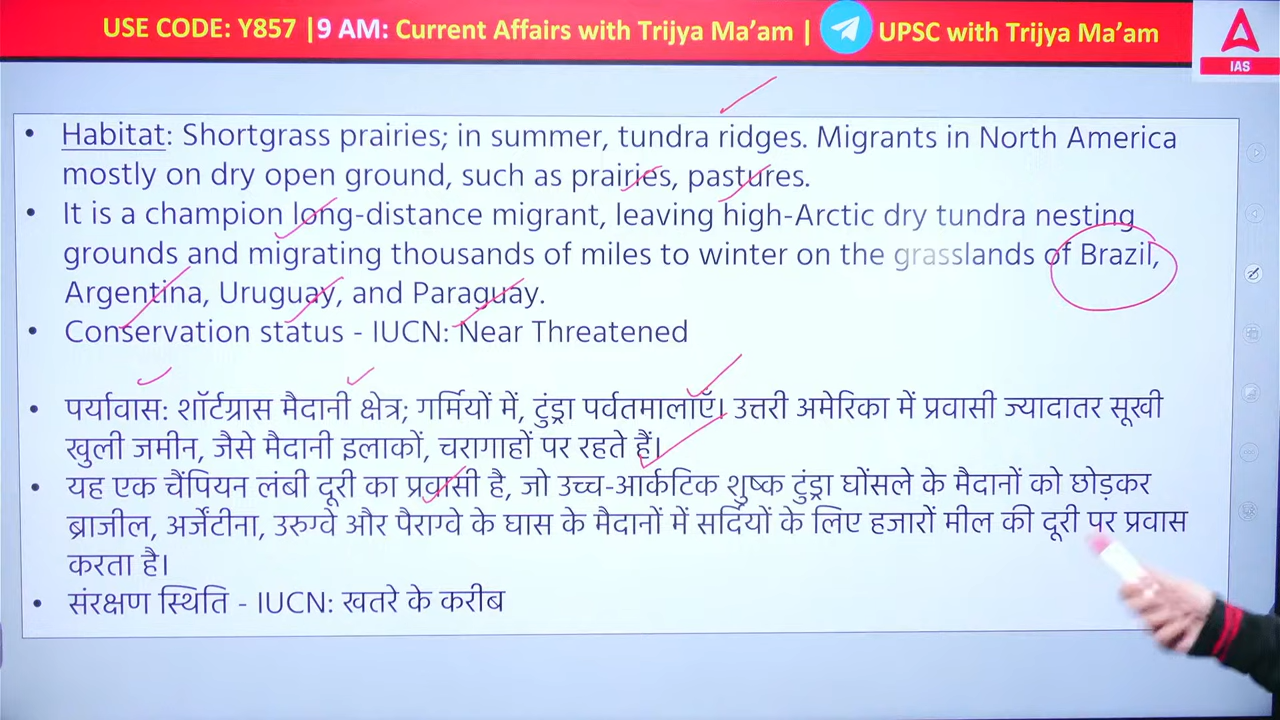 USE CODE: Y857 |9 AM: Current Affairs with Trijya Ma’am | UPSC with Trijya Ma’am
IAS
• Habitat: Shortgrass prairies; in summer, tundra ridges. Migrants in North America
mostly on dry open ground, such as prairies, pastures.
• It is a champion long-distance migrant, leaving high-Arctic dry tundra nesting
grounds and migrating thousands of miles to winter on the grasslands of Brazil,
Argentina, Uruguay, and Paraguay.
• Conservation status - IUCN: Near Threatened
• पर्यावास: शॉर्टग्रास मैदानी क्षेत्र; गर्मियों में, टुंड्रा पर्वतमालाएँ। उत्तरी अमेरिका में प्रवासी ज्यादातर सूखी
खुली जमीन, जैसे मैदानी इलाकों, चरागाहों पर रहते हैं।
• यह एक चैंपियन लंबी दूरी का प्रवासी है, जो उच्च-आर्कटिक शुष्क टुंड्रा घोंसले के मैदानों को छोड़कर
ब्राजील, अर्जेंटीना, उरुग्वे और पैराग्वे के घास के मैदानों में सर्दियों के लिए हजारों मील की दूरी पर प्रवास
करता है।
• संरक्षण स्थिति - IUCN: खतरे के करीब